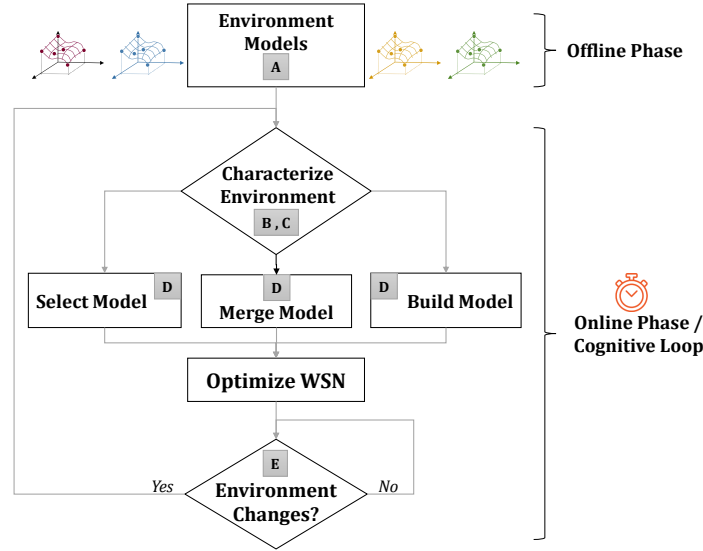 Environment
Models
A
Offline Phase
Characterize
Environment
B , C
Select Model
D
D
Merge Model
D
Build Model
Online Phase /
Cognitive Loop
Optimize WSN
E
Environment
Changes?
Yes
No